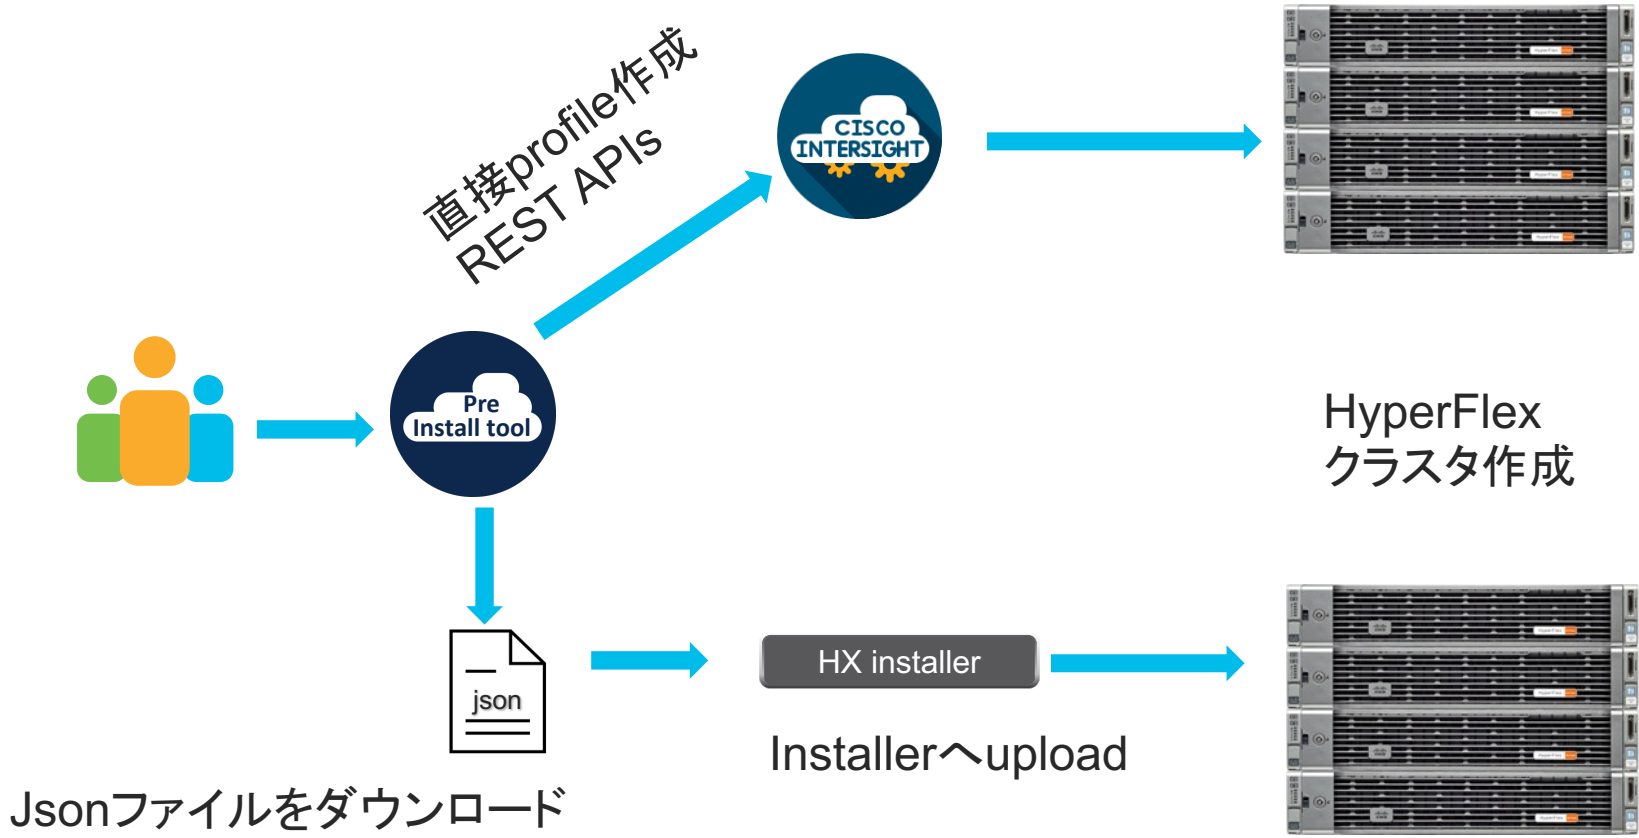 直接profile作成
REST APIs
CISCO
INTERSIGHT
Pre
Install tool
HyperFlex
クラスタ作成
json
HX installer
Installerへupload
Jsonファイルをダウンロード